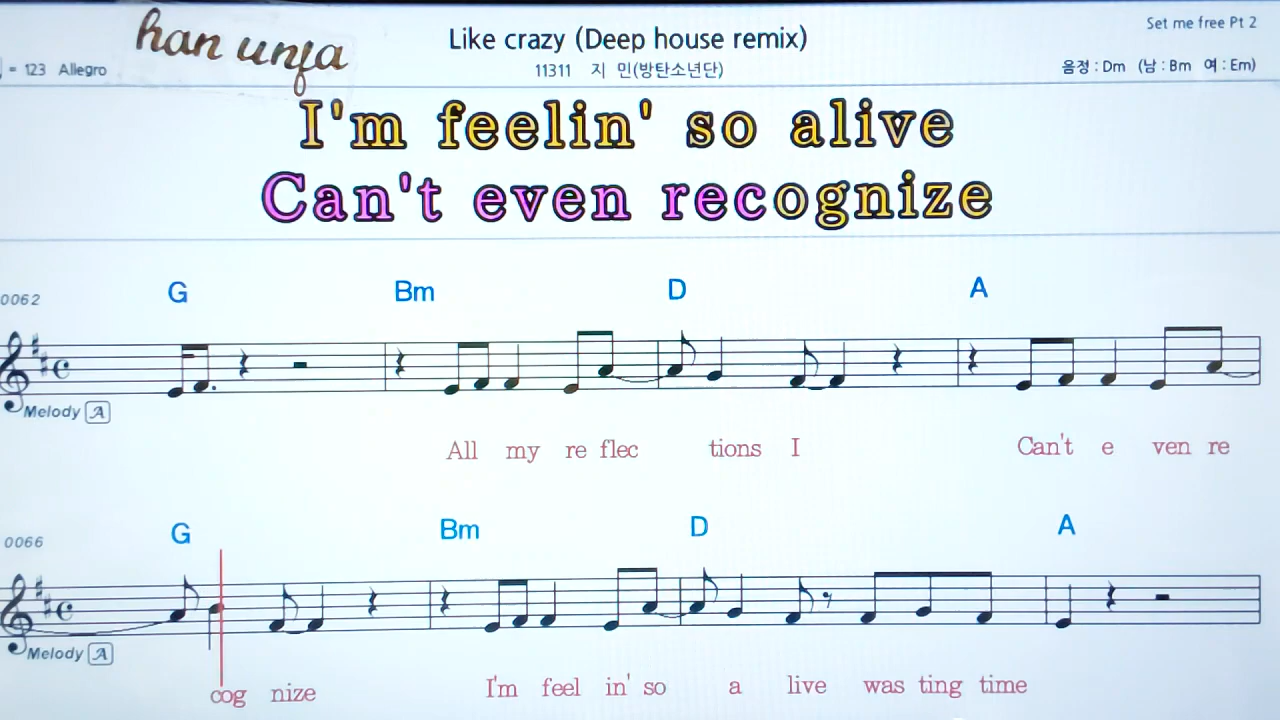 han unja
Like crazy (Deep house remix)
Set me free Pt 2
= 123 Allegro
11311 지 민(방탄소년단)
음정 : Dm (남 : Bm 여 : Em)
I'm feelin' so alive
Can't even recognize
0062 G Bm D A
Melody A
All my re flec tions I Can't e ven re
0066 G Bm D A
Melody A
cog nize I'm feel in' so a live was ting time